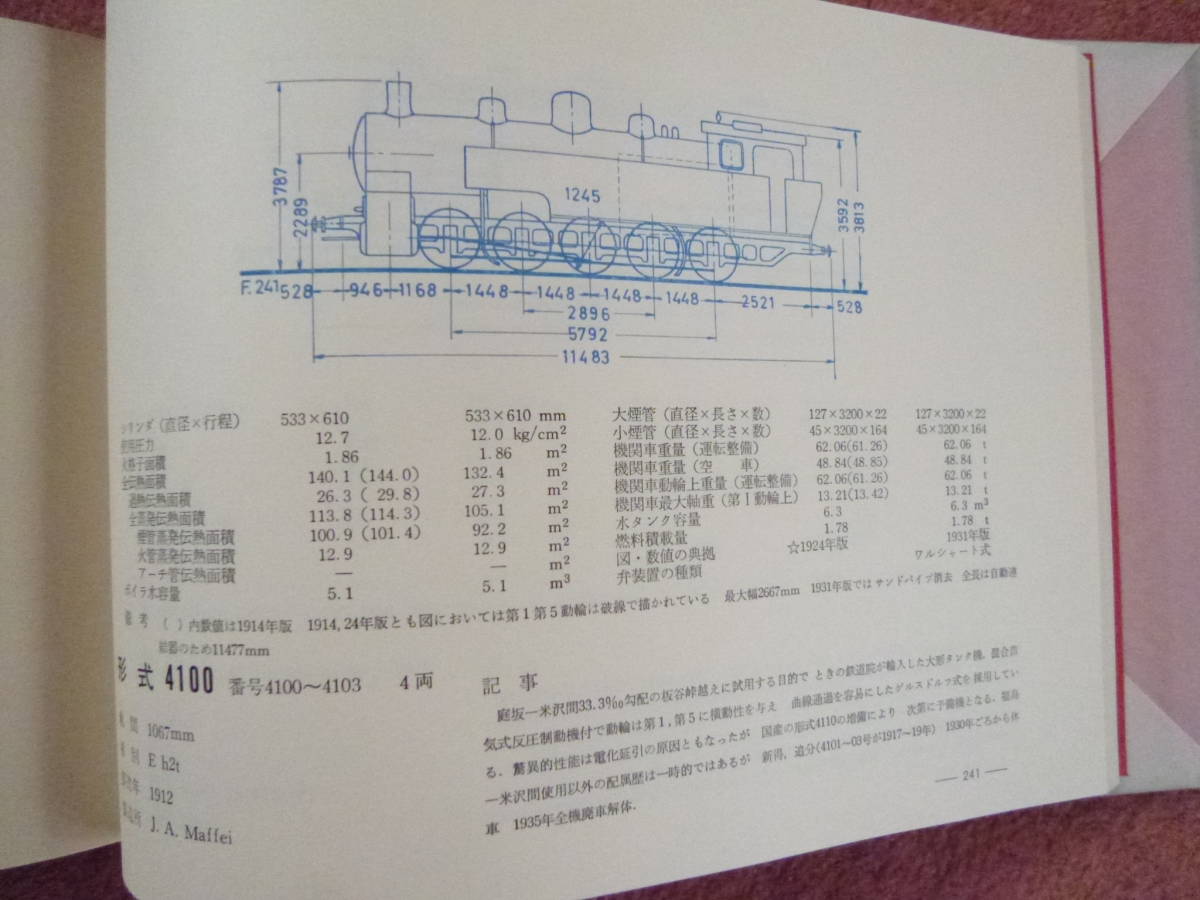 3787
2289
1245
3592
3813
F.241
528
946
1168
1448
1448
1448
1448
2521
528
2896
5792
11483
シリンダ(直径×行程) 533×610 533×610 mm
使用圧力 12.7 12.0 kg/cm²
火格子面積 1.86 1.86 m²
全伝熱面積 140.1 (144.0) 132.4 m²
過熱伝熱面積 26.3 ( 29.8) 27.3 m²
全蒸発伝熱面積 113.8 (114.3) 105.1 m²
煙管蒸発伝熱面積 100.9 (101.4) 92.2 m²
火管蒸発伝熱面積 12.9 12.9 m²
アーチ管伝熱面積 — — m²
ボイラ水容量 5.1 5.1 m³
大煙管(直径×長さ×数) 127×3200×22 127×3200×22
小煙管(直径×長さ×数) 45×3200×164 45×3200×164
機関車重量(運転整備) 62.06(61.26) 62.06 t
機関車重量(空 車) 48.84(48.85) 48.84 t
機関車動輪上重量(運転整備) 62.06(61.26) 62.06 t
機関車最大軸重(第I動輪上) 13.21(13.42) 13.21 t
水タンク容量 6.3 6.3 m³
燃料積載量 1.78 1.78 t
図・数値の典拠 ☆1924年版 1931年版
弁装置の種類 ワルシャート式
参考 ( )内数値は1914年版 1914,24年版とも図においては第1第5動輪は破線で描かれている 最大幅2667mm 1931年版ではサンドパイプ消去 全長は自動連
結器のため11477mm
形式 4100 番号4100〜4103 4両
軌間 1067mm
E h2t
1912
製造所 J. A. Maffei
記事
庭坂—米沢間33.3‰勾配の板谷峠越えに試用する目的で ときの鉄道院が輸入した大形タンク機. 混合蒸
気式反圧制動機付で動輪は第1,第5に横動性を与え 曲線通過を容易にしたゲルスドルフ式を採用してい
る. 驚異的性能は電化延引の原因ともなったが 国産の形式4110の増備により 次第に予備機となる. 福島
—米沢間使用以外の配属歴は一時的ではあるが 新得, 追分(4101〜03号が1917〜19年) 1930年ごろから休
車 1935年全機廃車解体.
— 241 —